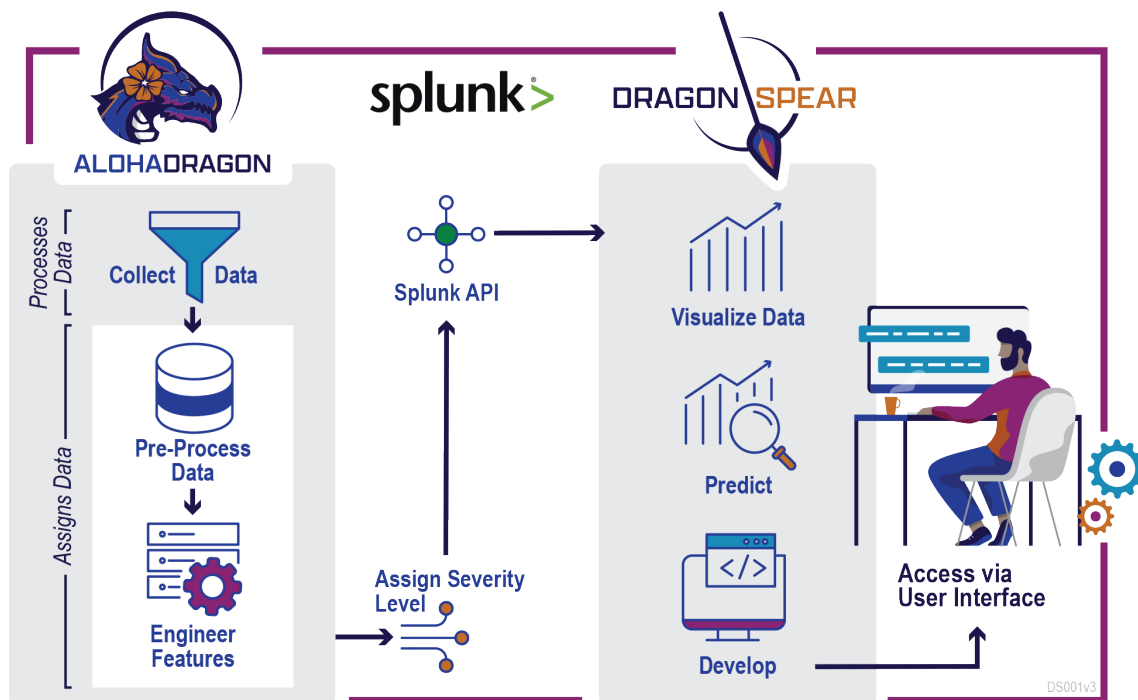 ALOHADRAGON
splunk>
DRAGON SPEAR
Processes
Data
Collect Data
Assigns Data
Pre-Process
Data
Engineer
Features
Splunk API
Assign Severity
Level
Visualize Data
Predict
</>
Develop
Access via
User Interface
DS001v3